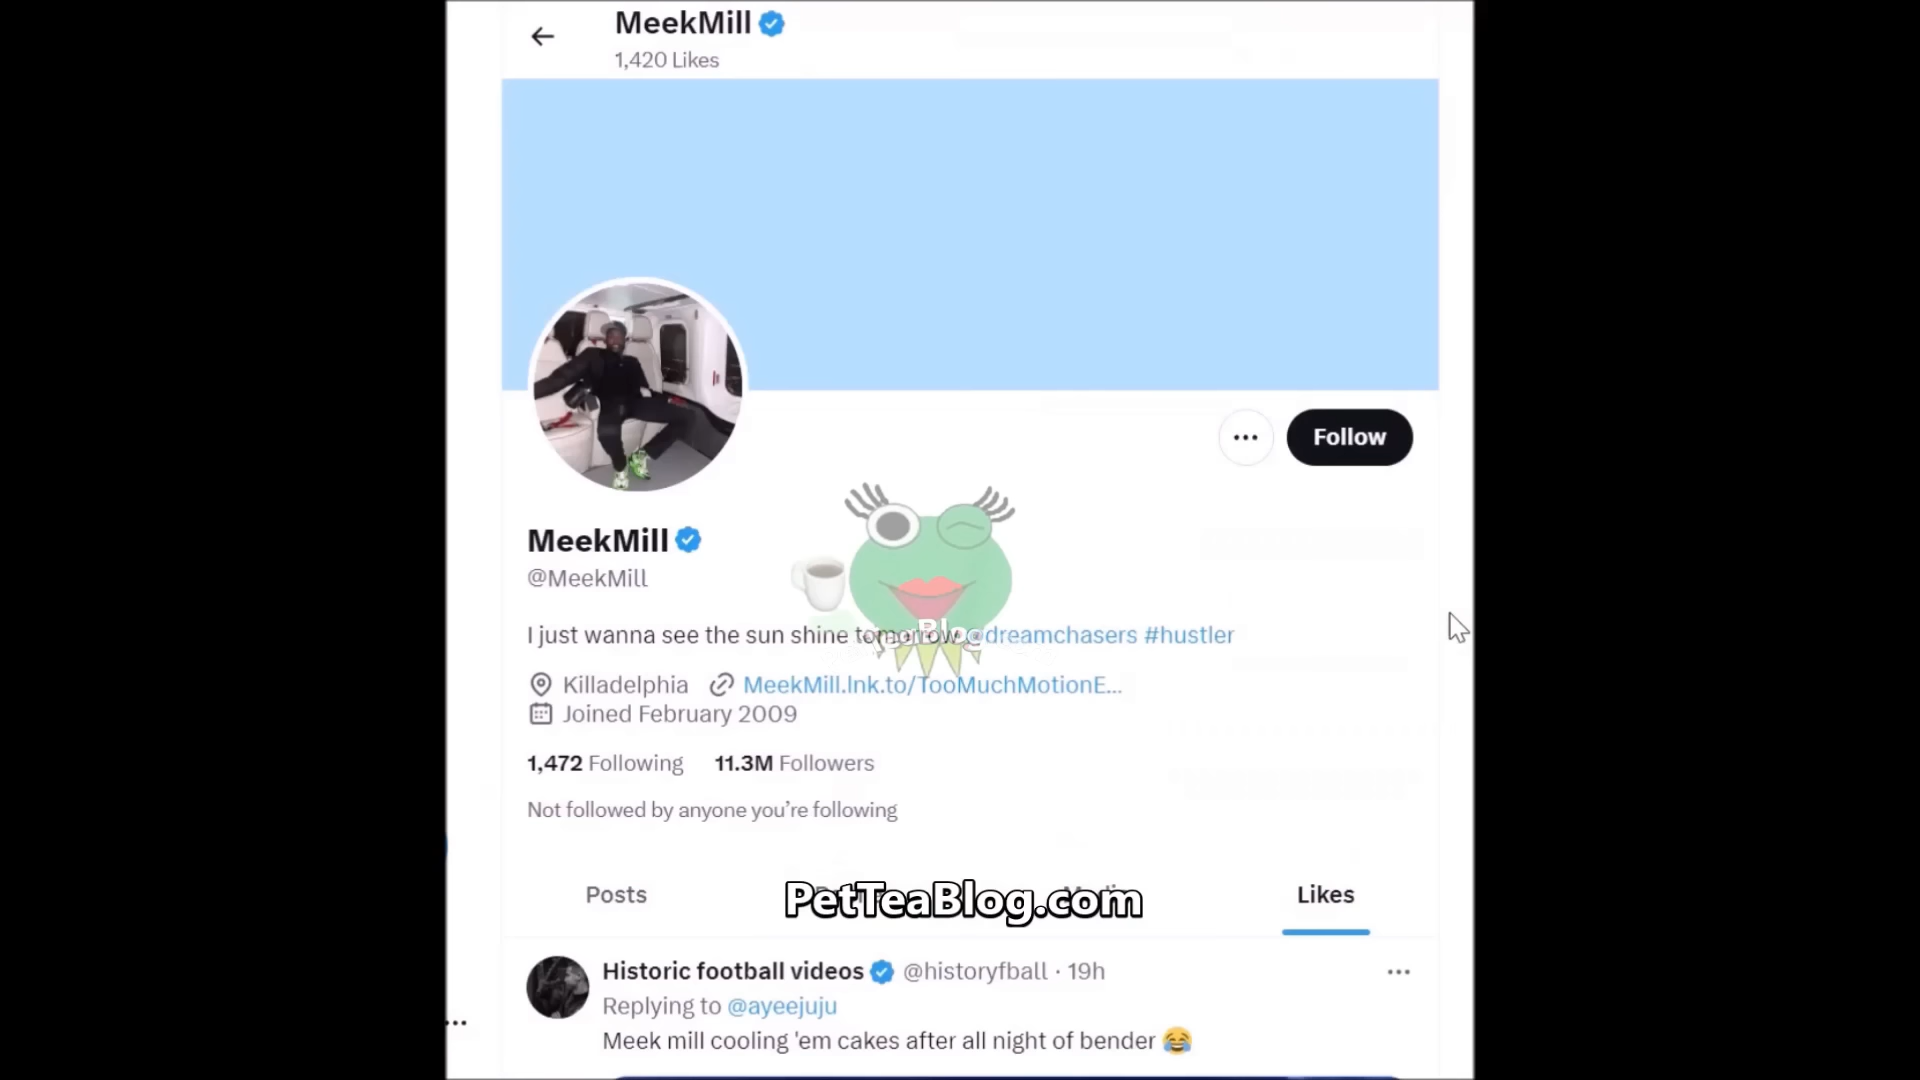 MeekMill
1,420 Likes
Follow
MeekMill
@MeekMill
I just wanna see the sun shine tomorrow @dreamchasers #hustler
TeaBlog
Killadelphia MeekMill.lnk.to/TooMuchMotionE...
Joined February 2009
1,472 Following 11.3M Followers
Not followed by anyone you’re following
Posts Likes
PetTeaBlog.com
Historic football videos @historyfball · 19h
Replying to @ayeejuju
Meek mill cooling 'em cakes after all night of bender 😂